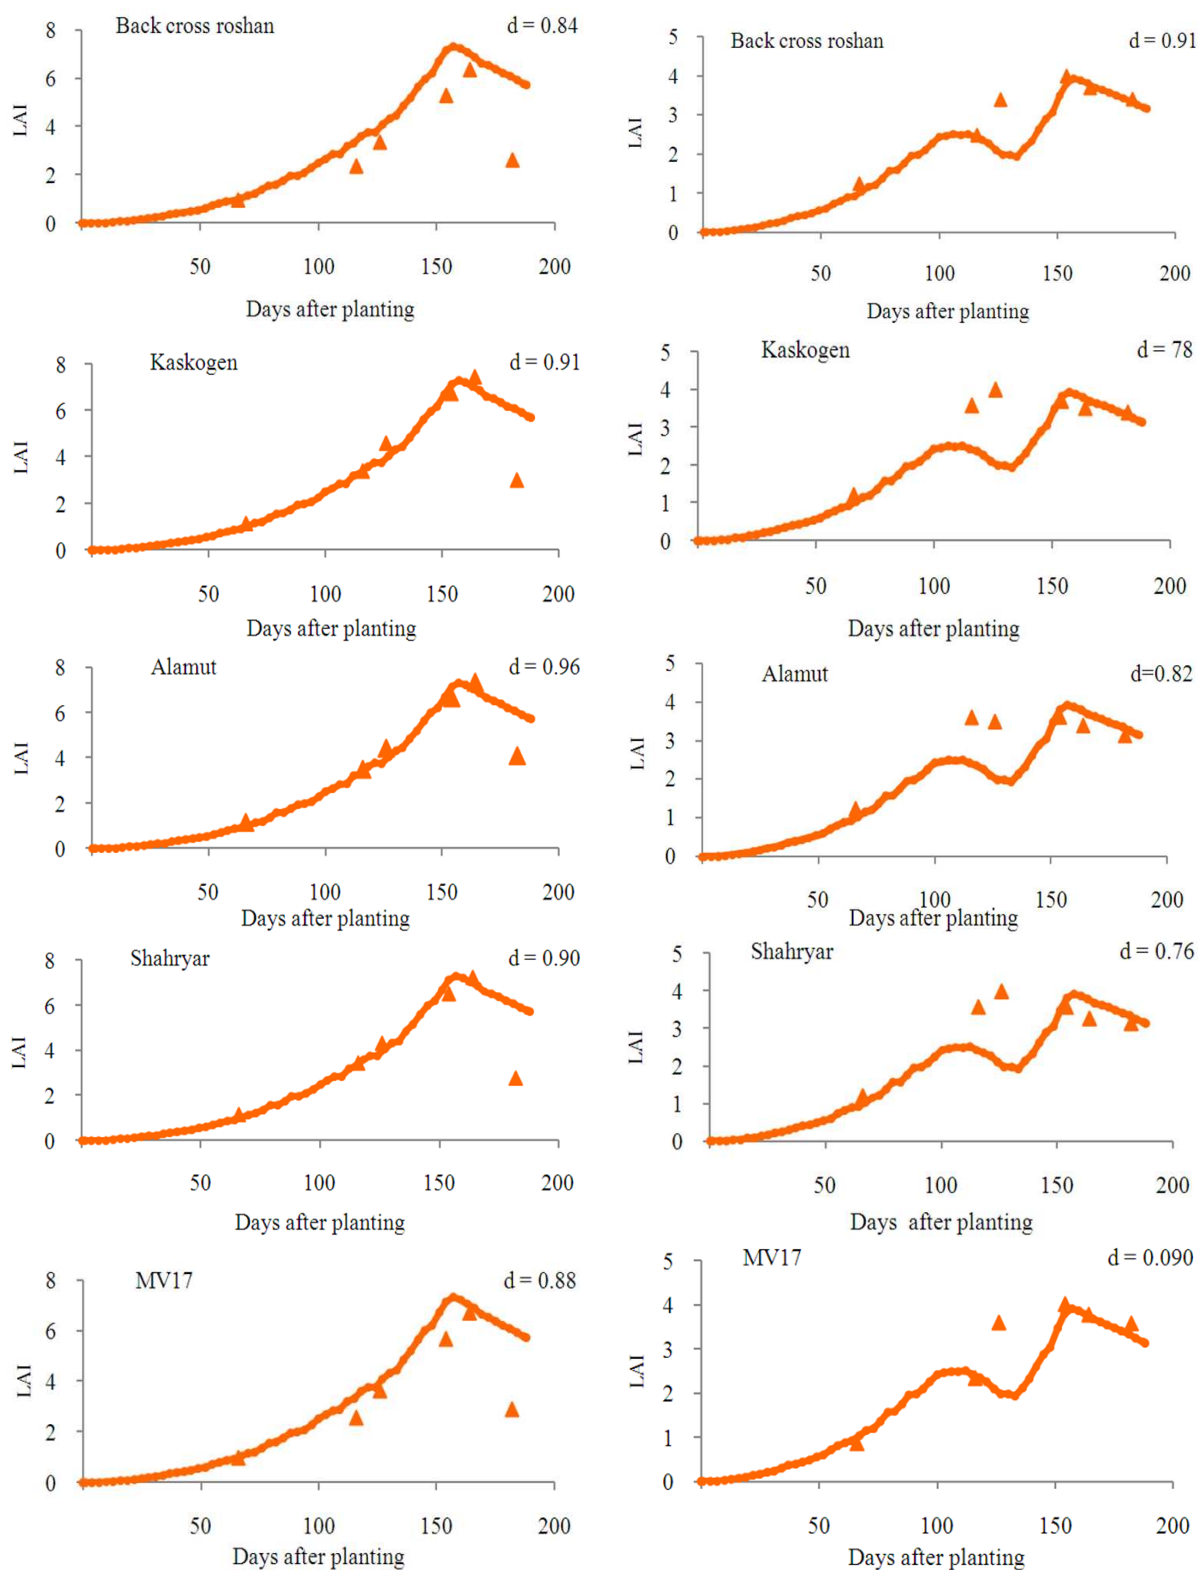 Back cross roshan d = 0.84
8
6
4
2
0
LAI
50 100 150 200
Days after planting
Back cross roshan d = 0.91
5
4
3
2
1
0
LAI
50 100 150 200
Days after planting
Kaskogen d = 0.91
8
6
4
2
0
LAI
50 100 150 200
Days after planting
Kaskogen d = 78
5
4
3
2
1
0
LAI
50 100 150 200
Days after planting
Alamut d = 0.96
8
6
4
2
0
LAI
50 100 150 200
Days after planting
Alamut d=0.82
5
4
3
2
1
0
LAI
50 100 150 200
Days after planting
Shahryar d = 0.90
8
6
4
2
0
LAI
50 100 150 200
Days after planting
Shahryar d = 0.76
5
4
3
2
1
0
LAI
50 100 150 200
Days after planting
MV17 d = 0.88
8
6
4
2
0
LAI
50 100 150 200
Days after planting
MV17 d = 0.090
5
4
3
2
1
0
LAI
50 100 150 200
Days after planting